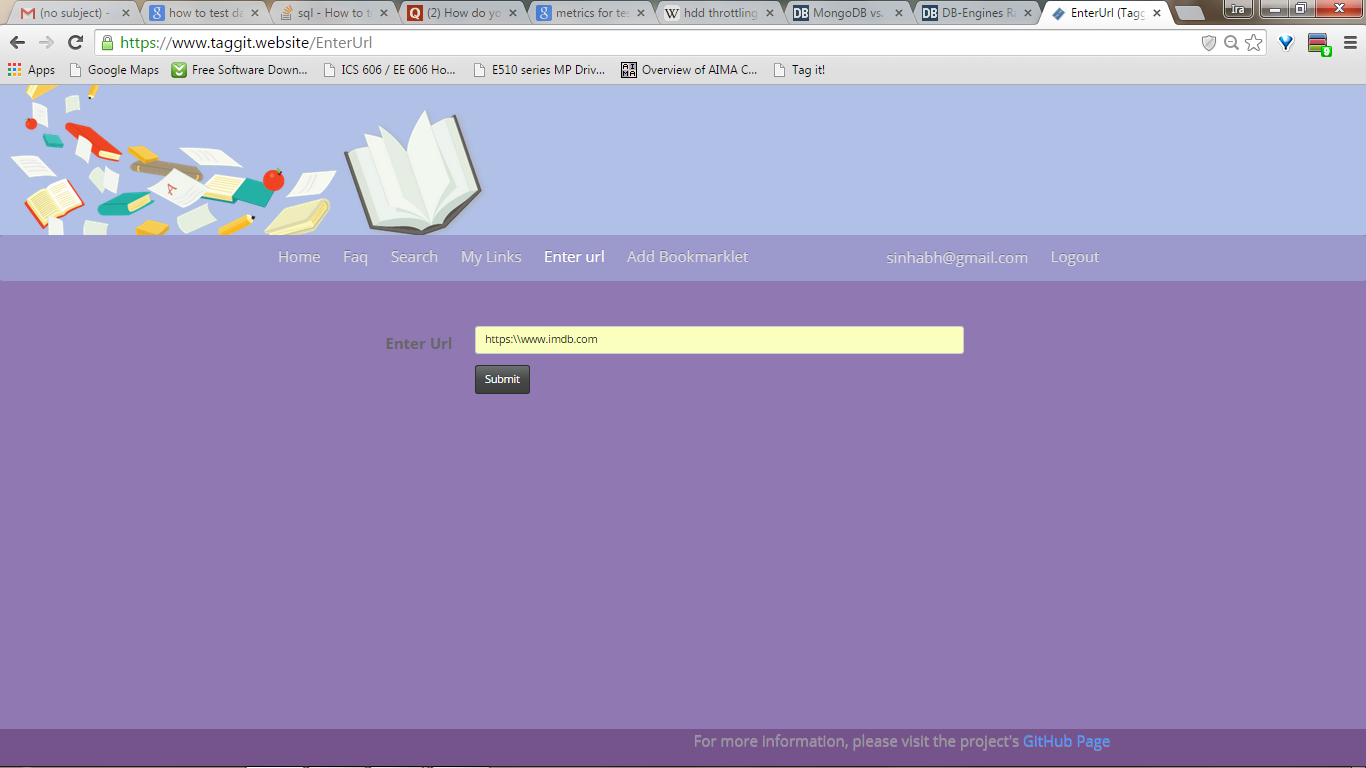 (no subject) -
how to test da
sql - How to t
(2) How do yo
metrics for tes
hdd throttling
MongoDB vs.
DB-Engines Ra
EnterUrl (Tagg
Ira
https://www.taggit.website/EnterUrl
9
Apps
Google Maps
Free Software Down...
ICS 606 / EE 606 Ho...
E510 series MP Driv...
AI MA
Overview of AIMA C...
Tag it!
A
Home
Faq
Search
My Links
Enter url
Add Bookmarklet
sinhabh@gmail.com
Logout
Enter Url
https:\\www.imdb.com
Submit
For more information, please visit the project's GitHub Page